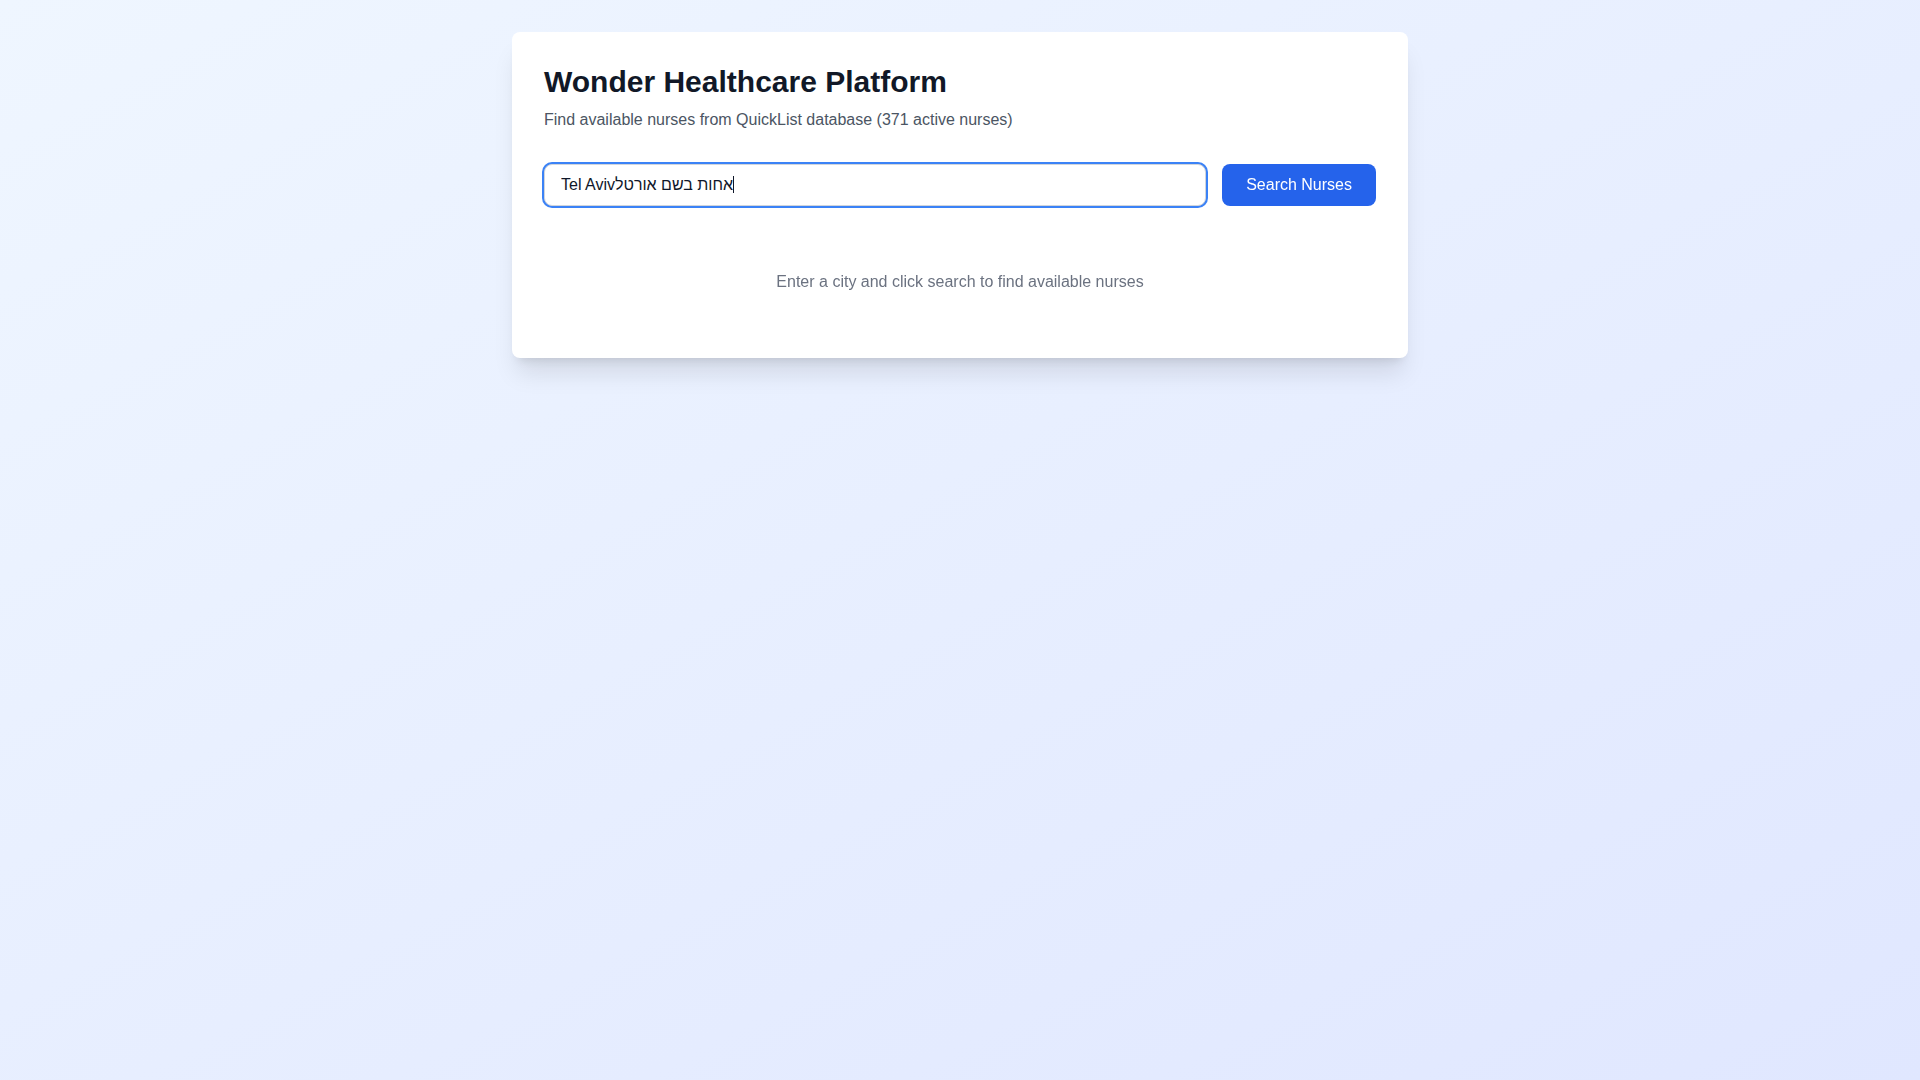 Wonder Healthcare Platform
Find available nurses from QuickList database (371 active nurses)
Tel Avivאחות בשם אורטל
Search Nurses
Enter a city and click search to find available nurses